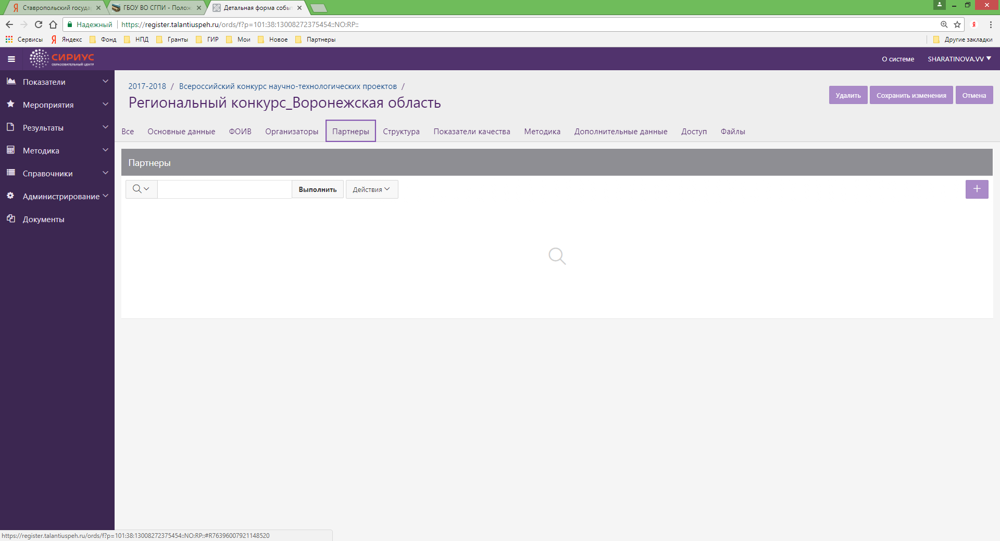 Ставропольский госуда
ГБОУ ВО СГПИ - Полож
Детальная форма собы
Надежный
https://register.talantiuspeh.ru/ords/f?p=101:38:13008272375454::NO:RP::
Сервисы Яндекс Фонд НПД Гранты ГИР Мои Новое Партнеры Другие закладки
СИРИУС
ОБРАЗОВАТЕЛЬНЫЙ ЦЕНТР
О системе SHARATINOVA.VV
Показатели
Мероприятия
Результаты
Методика
Справочники
Администрирование
Документы
2017-2018 / Всероссийский конкурс научно-технологических проектов /
Региональный конкурс_Воронежская область
Удалить Сохранить изменения Отмена
Все Основные данные ФОИВ Организаторы Партнеры Структура Показатели качества Методика Дополнительные данные Доступ Файлы
Партнеры
Выполнить Действия
https://register.talantiuspeh.ru/ords/f?p=101:38:13008272375454::NO:RP::#R76396007921148520